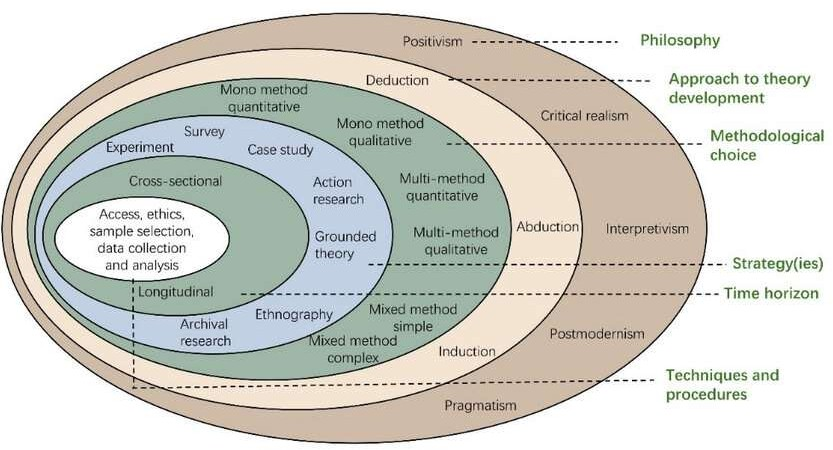 Positivism
Philosophy
Deduction
Approach to theory
development
Mono method
quantitative
Critical realism
Mono method
qualitative
Methodological
choice
Survey
Experiment
Case study
Cross-sectional
Action
research
Multi-method
quantitative
Access, ethics,
sample selection,
data collection
and analysis
Grounded
theory
Multi-method
qualitative
Abduction
Interpretivism
Strategy(ies)
Longitudinal
Time horizon
Ethnography
Archival
research
Mixed method
simple
Mixed method
complex
Induction
Postmodernism
Techniques and
procedures
Pragmatism